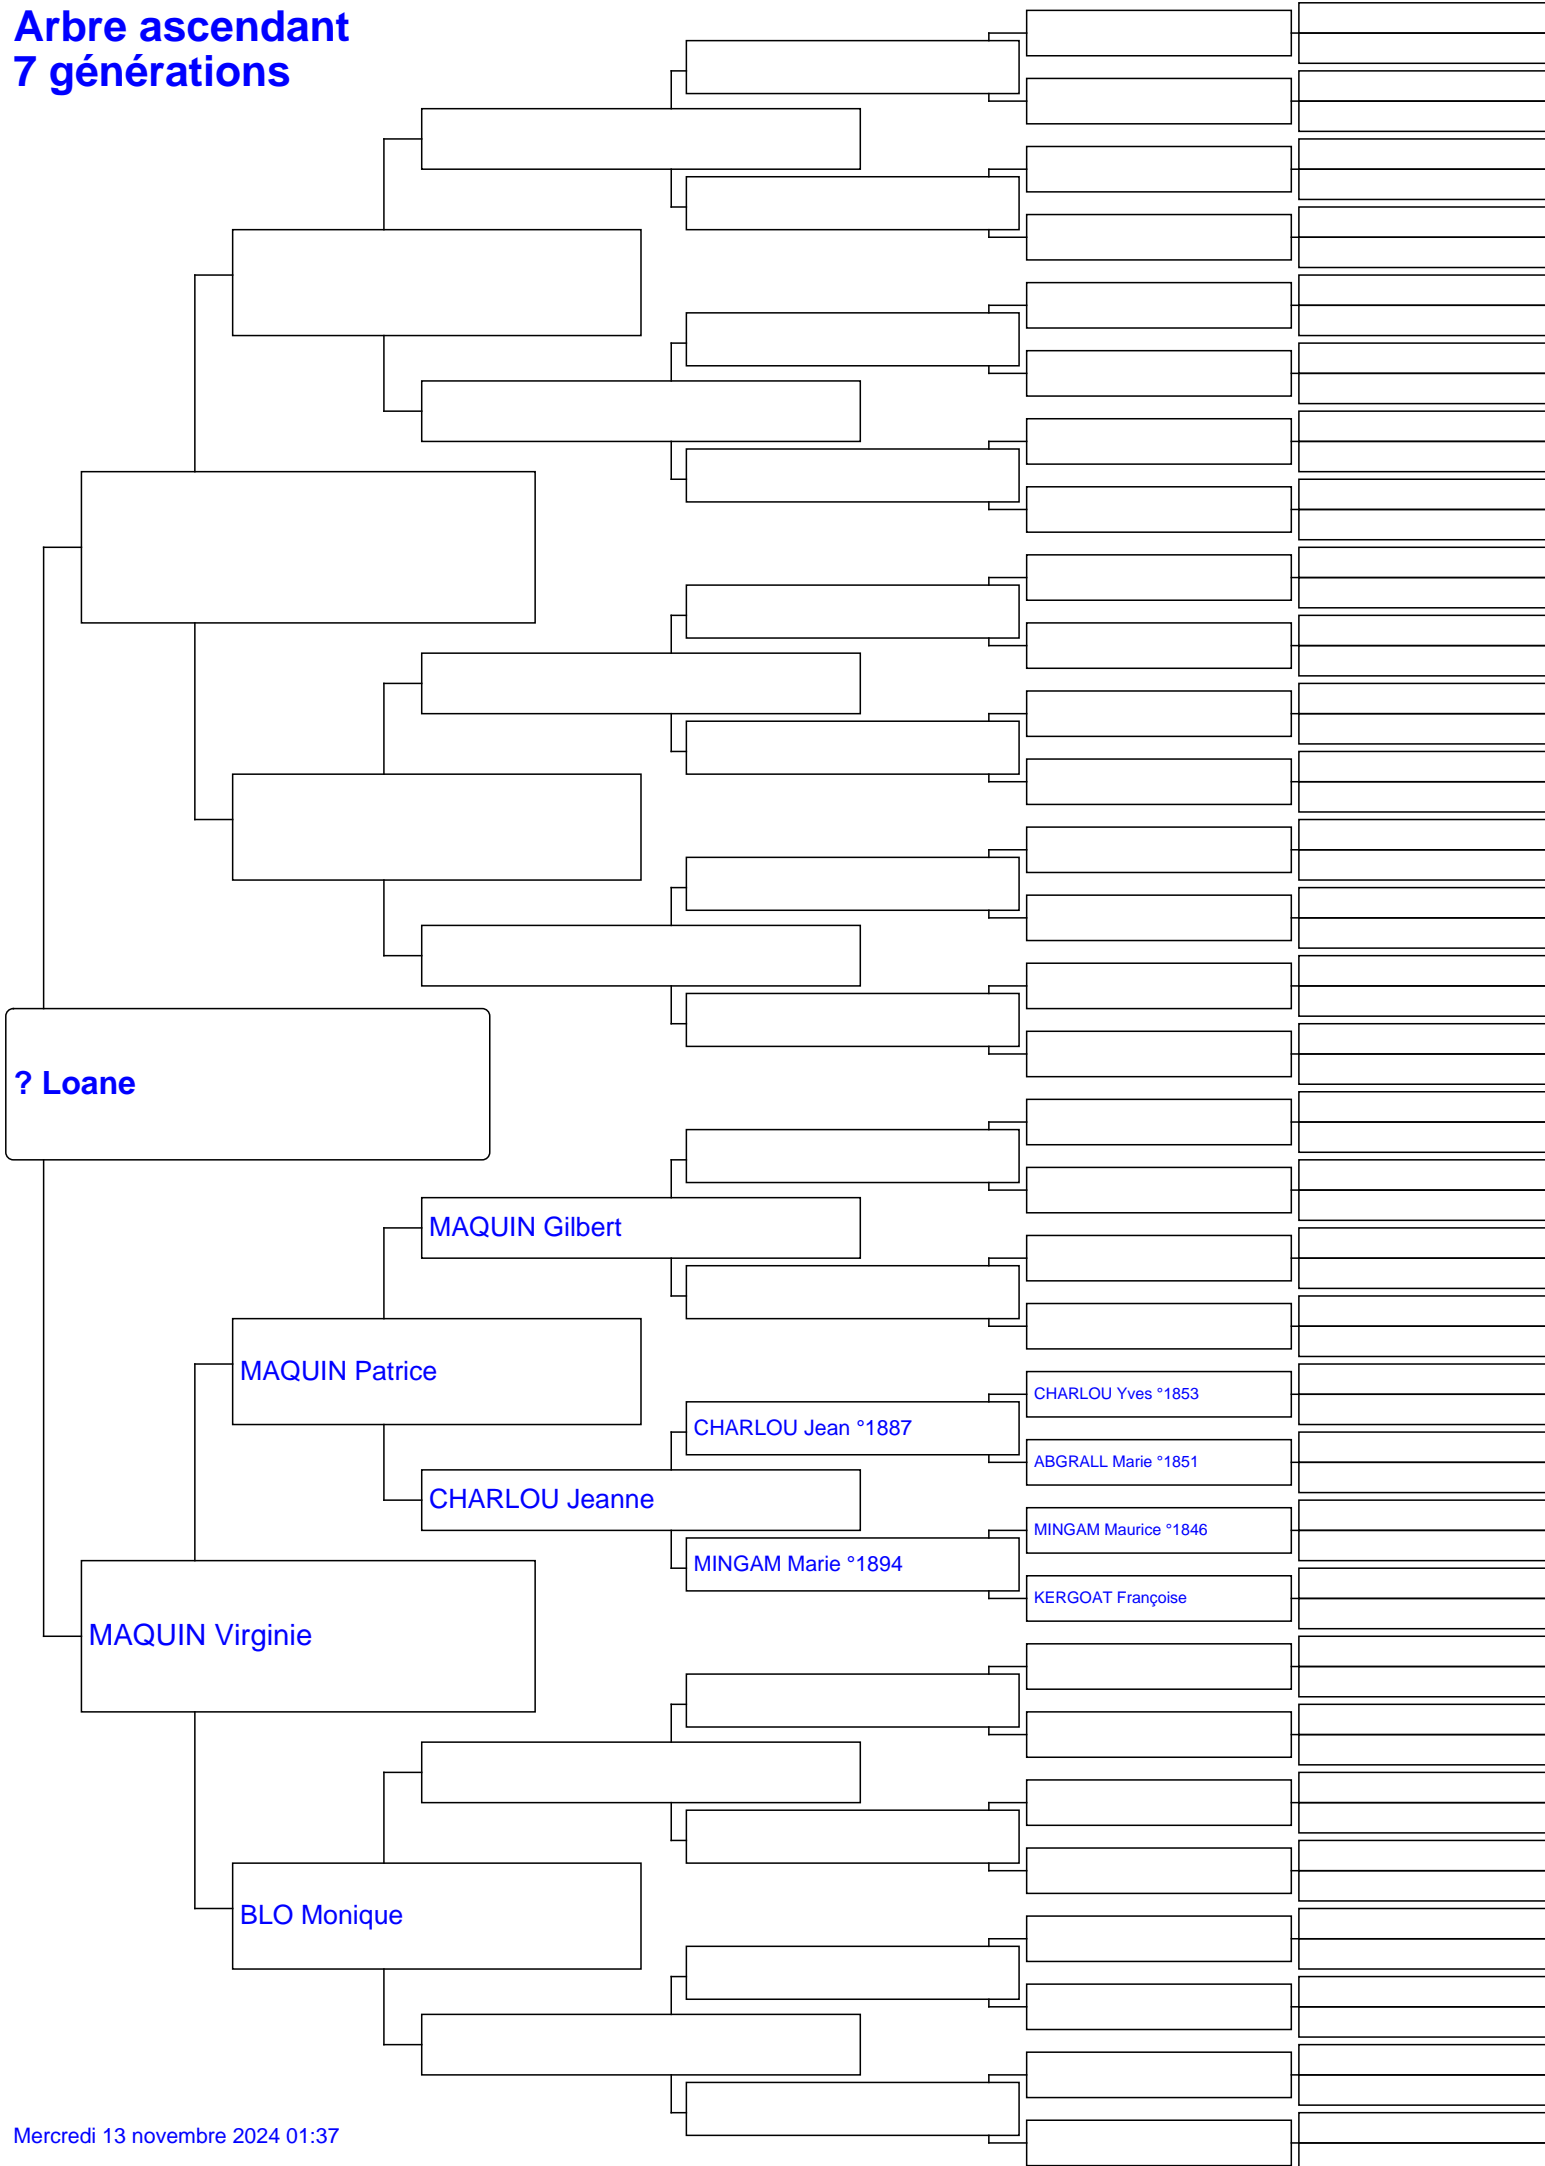 Arbre ascendant
7 générations
? Loane
MAQUIN Gilbert
MAQUIN Patrice
CHARLOU Yves °1853
CHARLOU Jean °1887
ABGRALL Marie °1851
CHARLOU Jeanne
MINGAM Maurice °1846
MINGAM Marie °1894
KERGOAT Françoise
MAQUIN Virginie
BLO Monique
Mercredi 13 novembre 2024 01:37